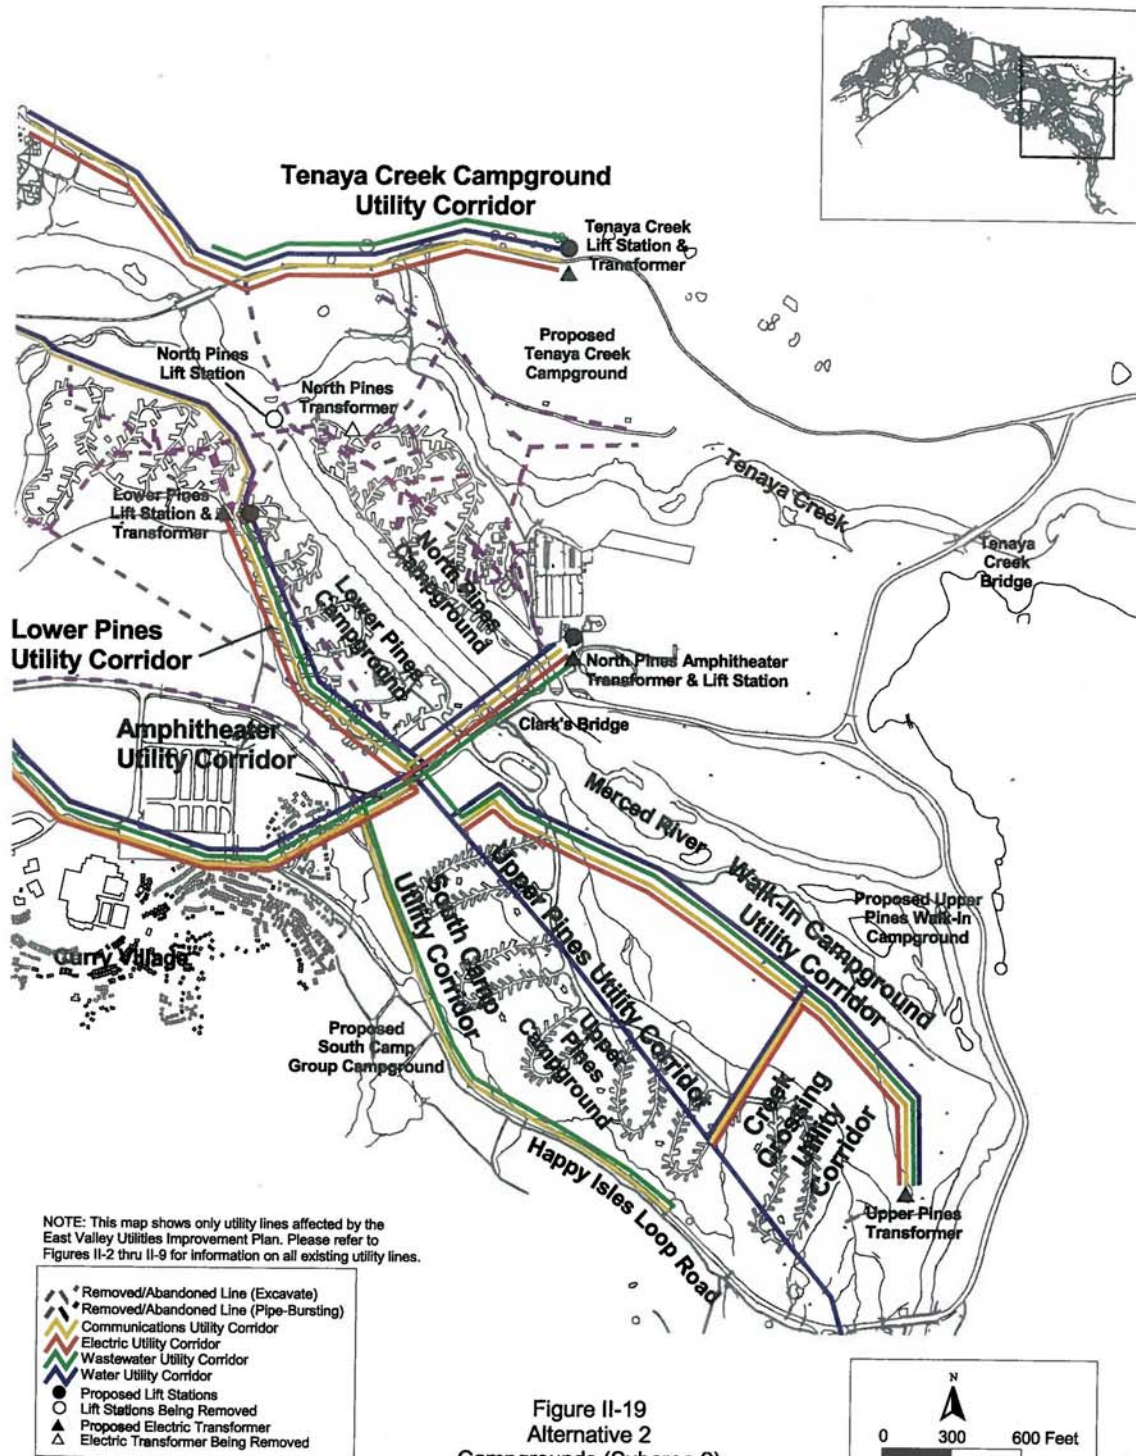 Tenaya Creek Campground
Utility Corridor
Tenaya Creek
Lift Station &
Transformer
Proposed
Tenaya Creek
Campground
North Pines
Lift Station
North Pines
Transformer
Tenaya Creek
Tenaya
Creek
Bridge
Lower Pines
Lift Station &
Transformer
North Pines
Campground
Lower Pines
Campground
Lower Pines
Utility Corridor
North Pines Amphitheater
Transformer & Lift Station
Clark's Bridge
Amphitheater
Utility Corridor
Merced River
Walk-In Campground
Utility Corridor
Proposed Upper
Pines Walk-In
Campground
Upper Pines Utility Corridor
South Camp
Utility Corridor
Curry Village
Proposed
South Camp
Group Campground
Upper
Pines
Campground
Creek
Crossing
Utility
Corridor
Happy Isles Loop Road
Upper Pines
Transformer
NOTE: This map shows only utility lines affected by the
East Valley Utilities Improvement Plan. Please refer to
Figures II-2 thru II-9 for information on all existing utility lines.
Removed/Abandoned Line (Excavate)
Removed/Abandoned Line (Pipe-Bursting)
Communications Utility Corridor
Electric Utility Corridor
Wastewater Utility Corridor
Water Utility Corridor
Proposed Lift Stations
Lift Stations Being Removed
Proposed Electric Transformer
Electric Transformer Being Removed
Figure II-19
Alternative 2
Campgrounds
N
0 300 600 Feet